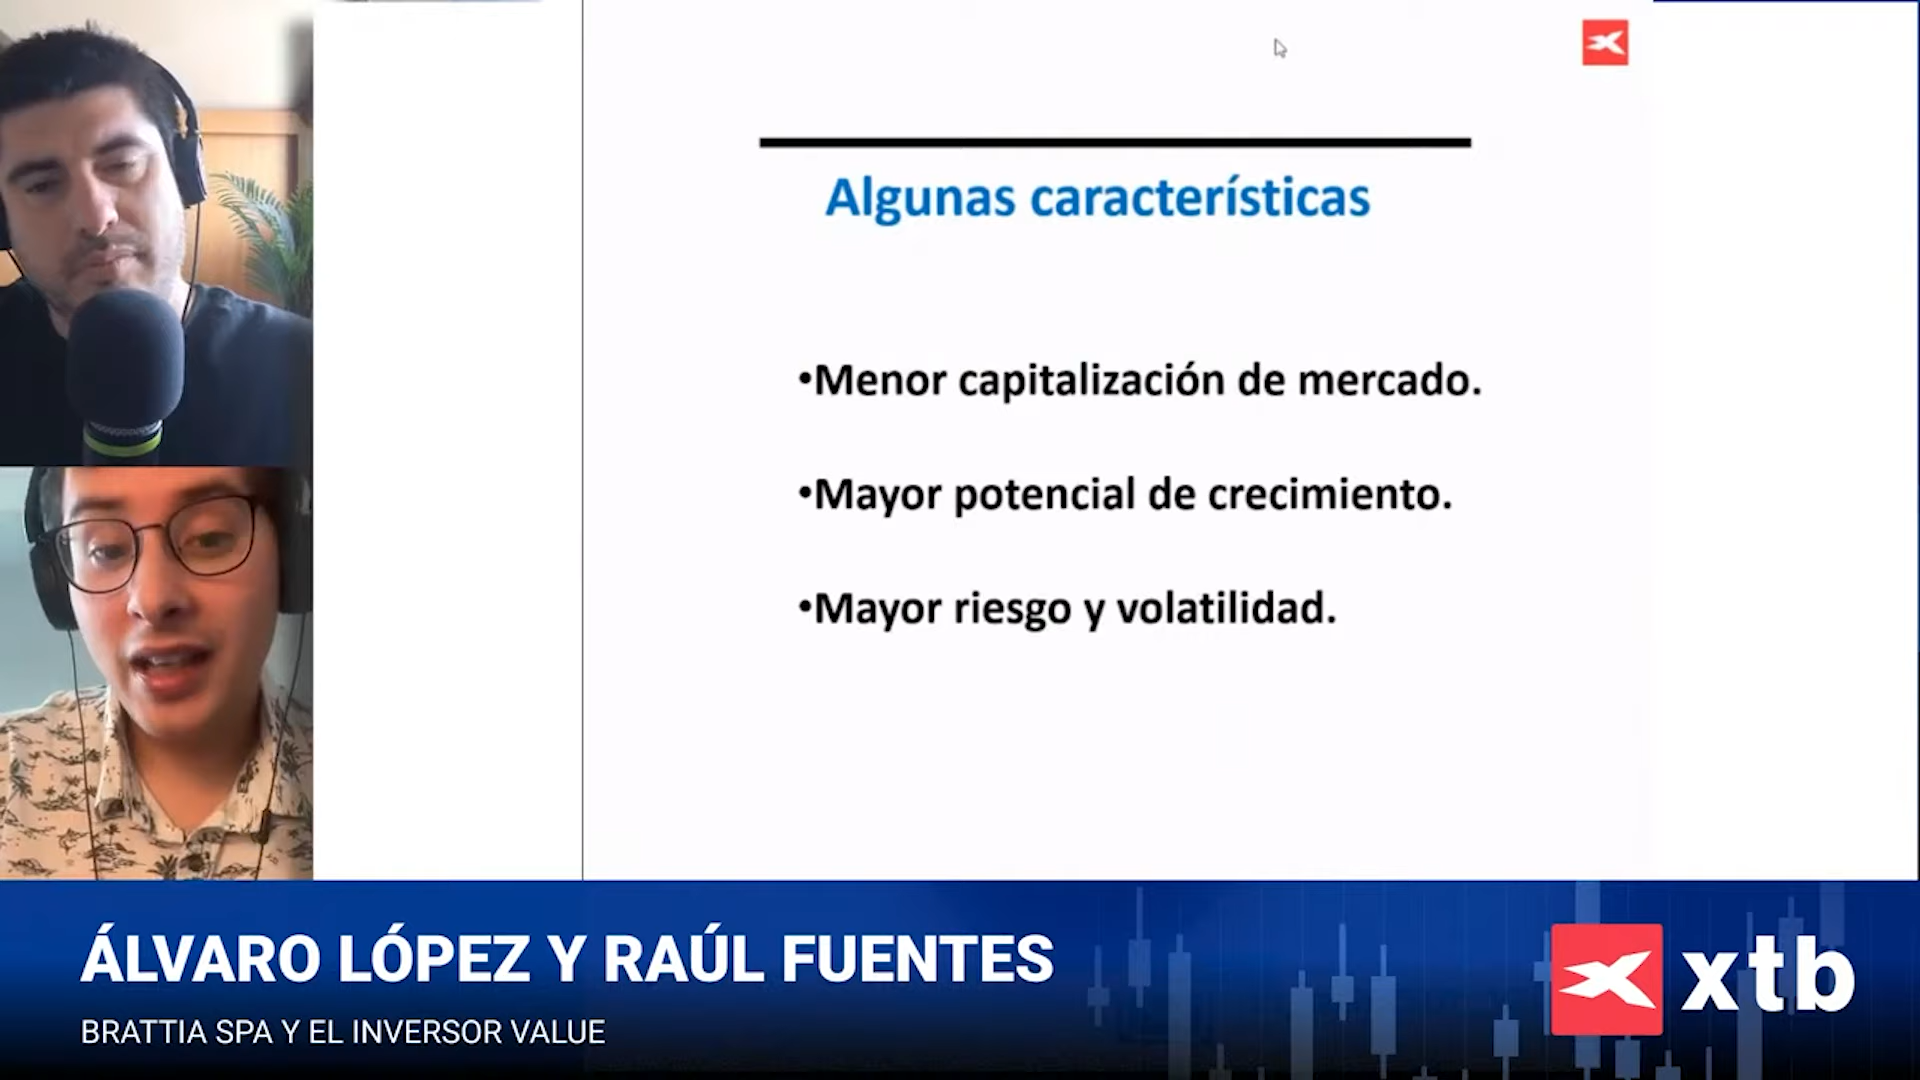 Algunas características
•Menor capitalización de mercado.
•Mayor potencial de crecimiento.
•Mayor riesgo y volatilidad.
ÁLVARO LÓPEZ Y RAÚL FUENTES
BRATTIA SPA Y EL INVERSOR VALUE
xtb